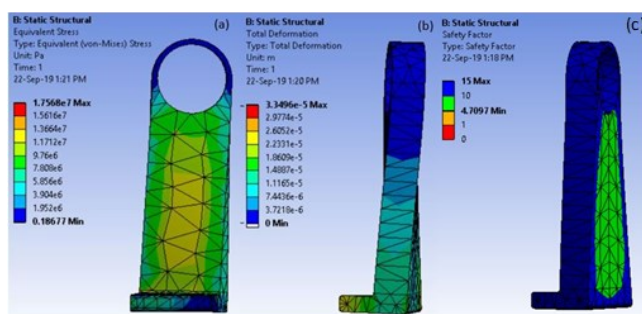 B: Static Structural
Equivalent Stress
Type: Equivalent (von-Mises) Stress
Unit: Pa
Time: 1
22-Sep-19 1:21 PM
1.7568e7 Max
1.5616e7
1.3664e7
1.1712e7
9.76e6
7.808e6
5.856e6
3.904e6
1.952e6
0.18677 Min
(a)
B: Static Structural
Total Deformation
Type: Total Deformation
Unit: m
Time: 1
22-Sep-19 1:20 PM
3.3496e-5 Max
2.9774e-5
2.6052e-5
2.2331e-5
1.8609e-5
1.4887e-5
1.1165e-5
7.4436e-6
3.7218e-6
0 Min
(b)
B: Static Structural
Safety Factor
Type: Safety Factor
Time: 1
22-Sep-19 1:18 PM
15 Max
10
4.7097 Min
1
0
(c)